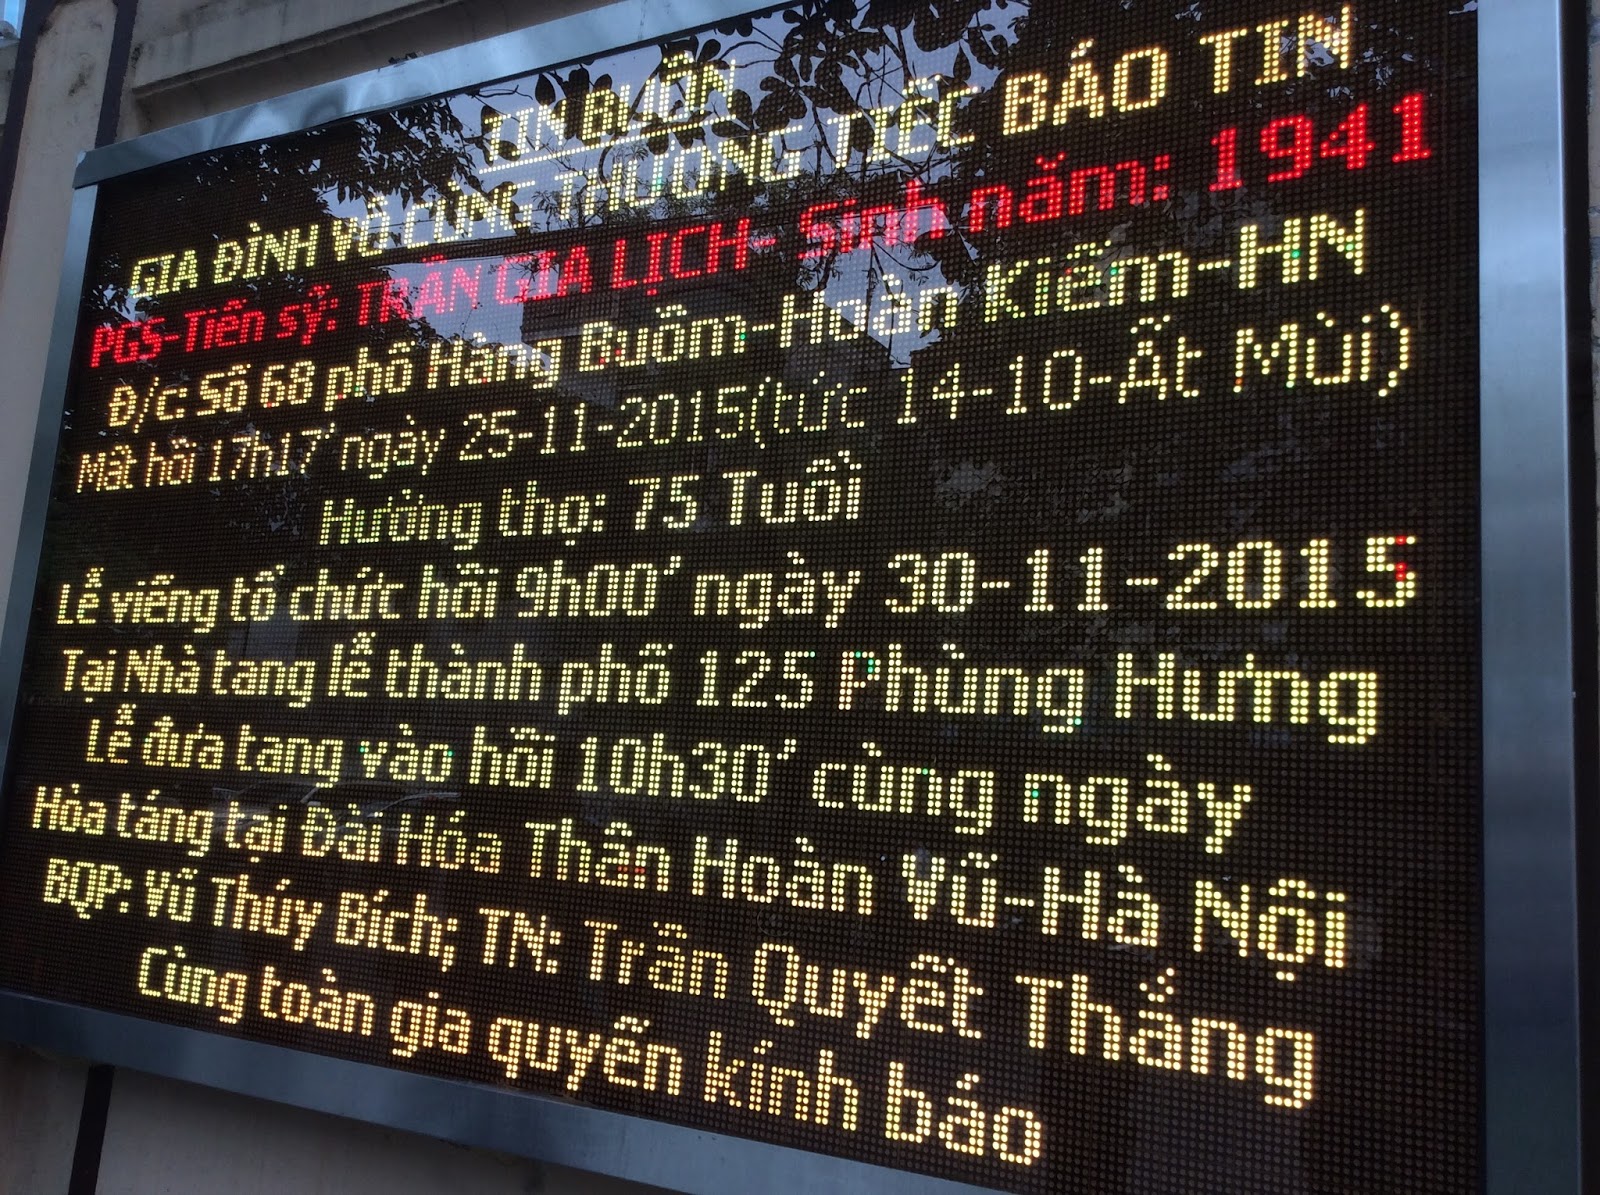 TIN BUỒN
GIA ĐÌNH VÔ CÙNG THƯƠNG TIẾC BÁO TIN
PGS-Tiến sỹ: TRẦN GIA LỊCH- Sinh năm: 1941
Đ/c: Số 68 phố Hàng Buồm-Hoàn Kiếm-HN
Mất hồi 17h17' ngày 25-11-2015(tức 14-10-Ất Mùi)
Hưởng thọ: 75 Tuổi
Lễ viếng tổ chức hồi 9h00' ngày 30-11-2015
Tại Nhà tang lễ thành phố 125 Phùng Hưng
Lễ đưa tang vào hồi 10h30' cùng ngày
Hỏa táng tại Đài Hóa Thân Hoàn Vũ-Hà Nội
BQP: Vũ Thúy Bích; TN: Trần Quyết Thắng
Cùng toàn gia quyến kính báo